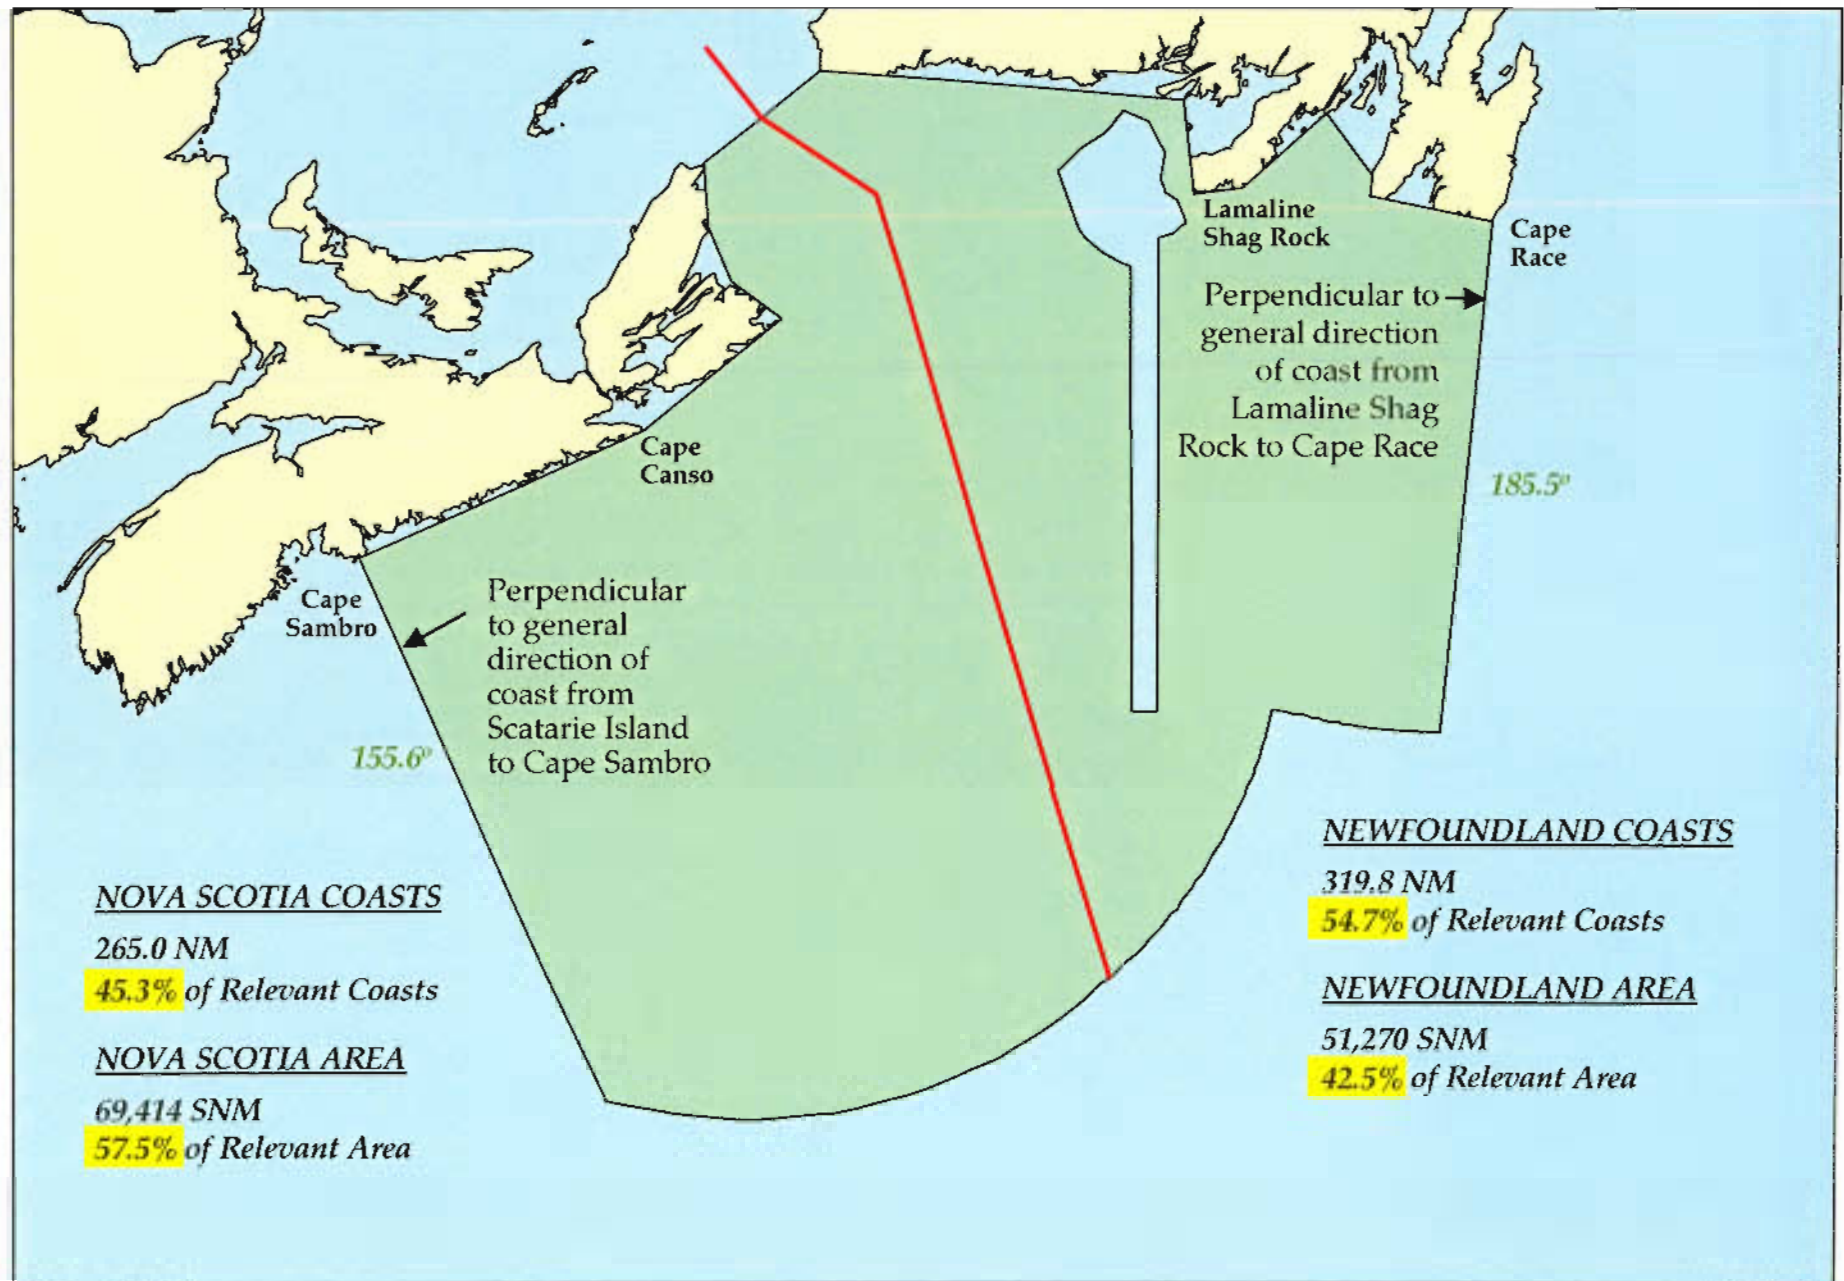 Lamaline
Shag Rock
Cape
Race
Perpendicular to
general direction
of coast from
Lamaline Shag
Rock to Cape Race
185.5º
Cape
Canso
Cape
Sambro
Perpendicular
to general
direction of
coast from
Scatarie Island
to Cape Sambro
155.6º
NOVA SCOTIA COASTS
265.0 NM
45.3% of Relevant Coasts
NOVA SCOTIA AREA
69,414 SNM
57.5% of Relevant Area
NEWFOUNDLAND COASTS
319.8 NM
54.7% of Relevant Coasts
NEWFOUNDLAND AREA
51,270 SNM
42.5% of Relevant Area